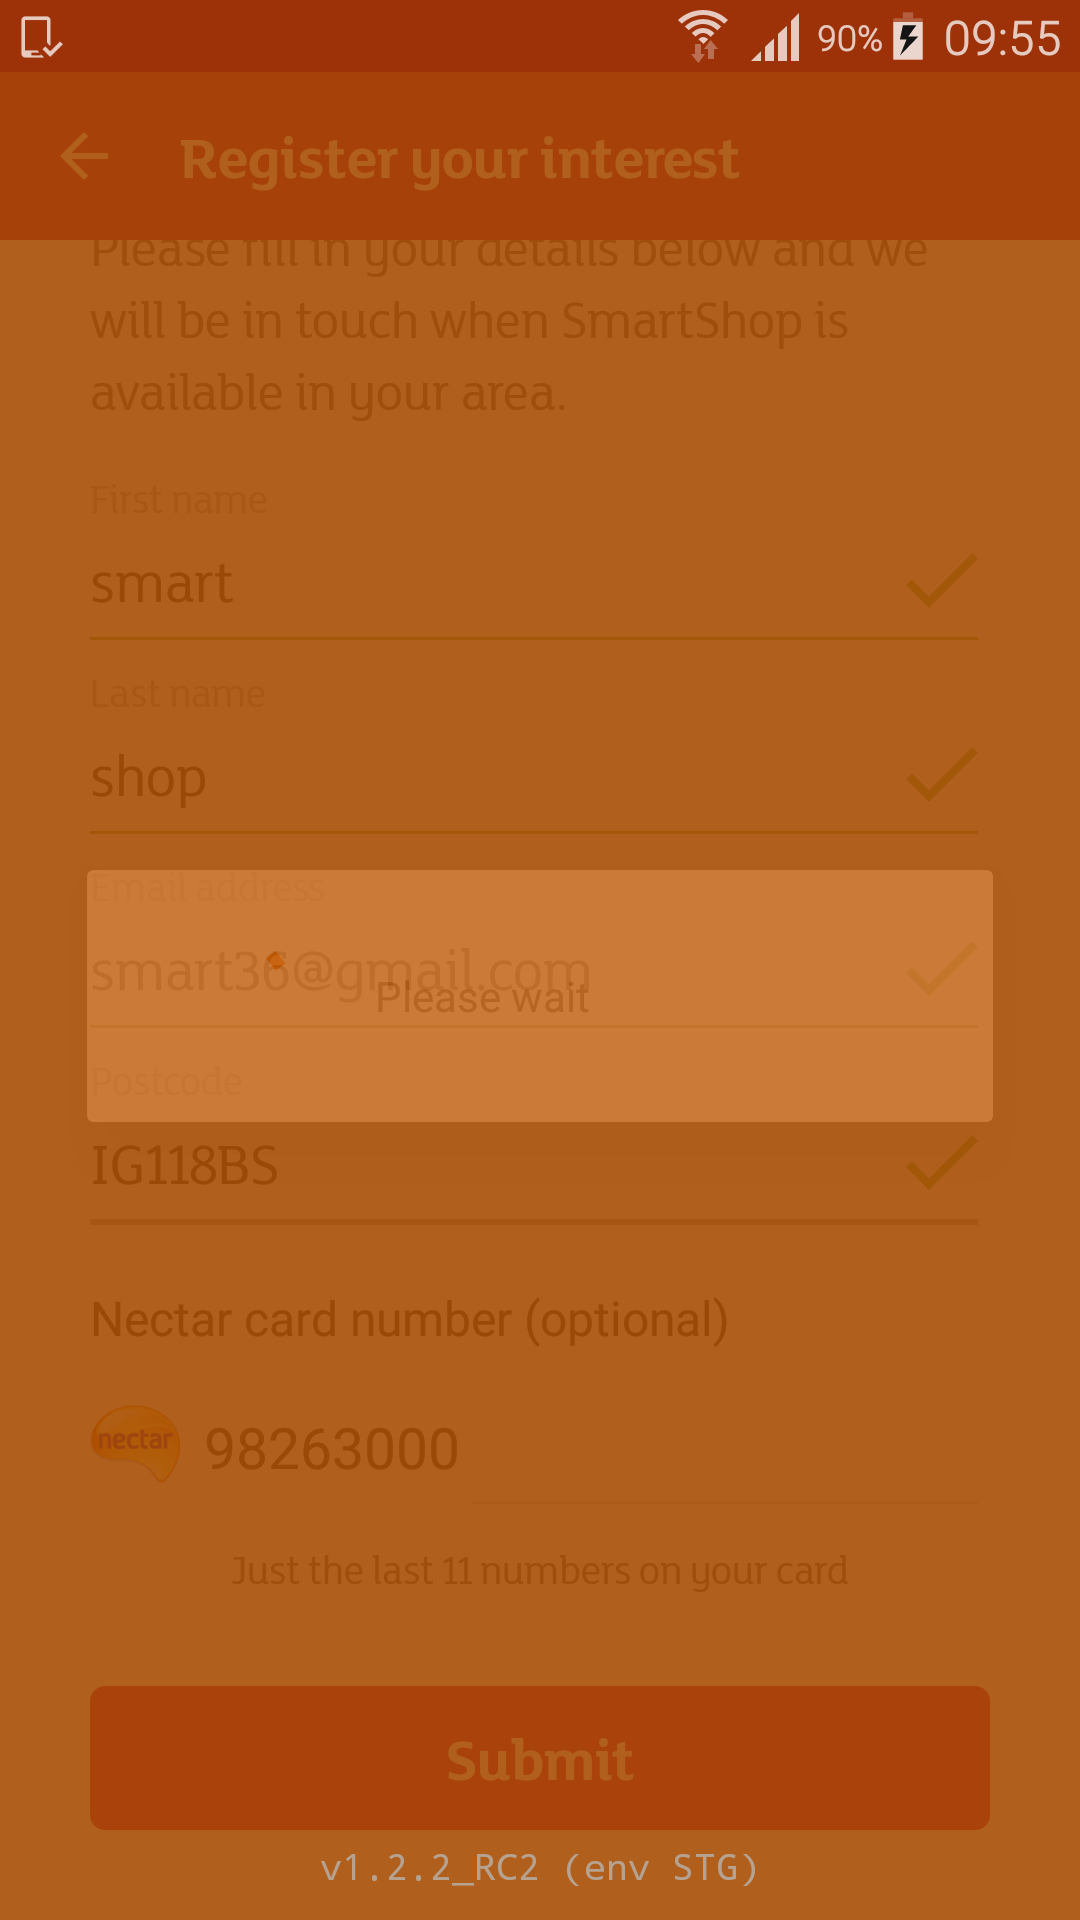 90% 09:55
Register your interest
Please fill in your details below and we
will be in touch when SmartShop is
available in your area.
First name
smart
Last name
shop
Email address
smart36@gmail.com
Please wait
Postcode
IG118BS
Nectar card number (optional)
nectar 98263000
Just the last 11 numbers on your card
Submit
v1.2.2_RC2 (env STG)